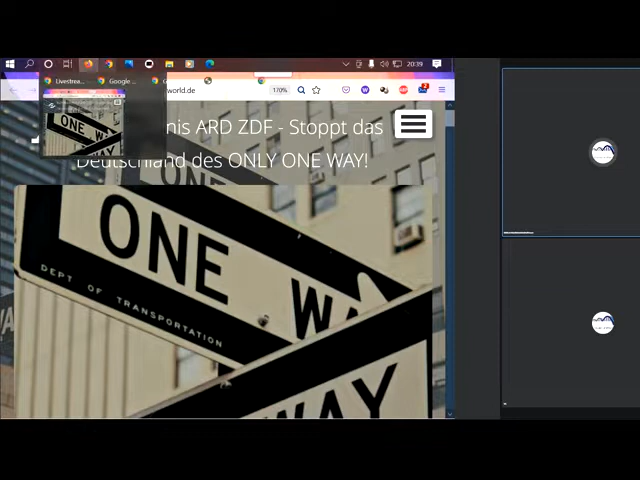 20:39
Livestrea...
Google ...
world.de
170%
nis ARD ZDF - Stoppt das
Deutschland des ONLY ONE WAY!
ONE WA
DEPT OF TRANSPORTATION
WAY